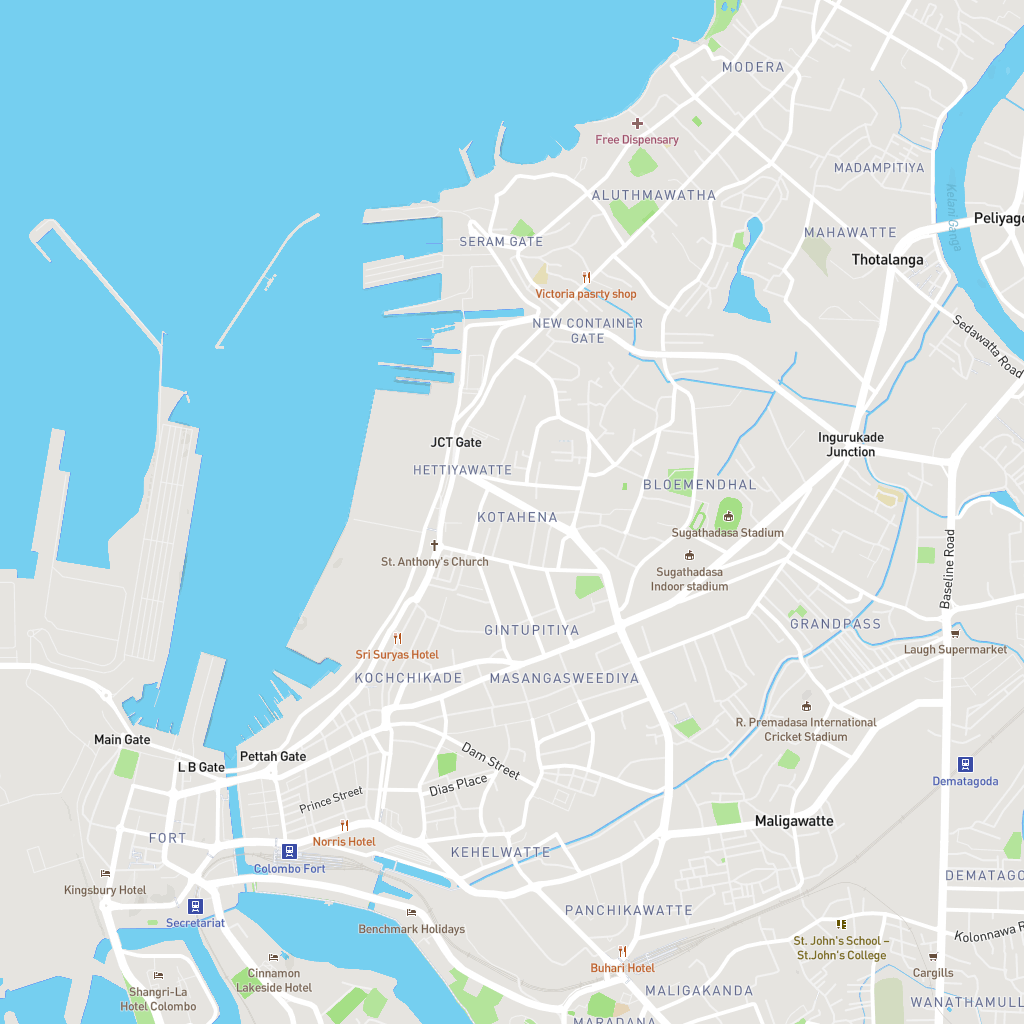 MODERA
Free Dispensary
MADAMPITIYA
ALUTHMAWATHA
Kelani Ganga
Peliyago
MAHAWATTE
SERAM GATE
Thotalanga
Victoria pasrty shop
NEW CONTAINER
GATE
Sedawatta Road
JCT Gate
Ingurukade
Junction
HETTIYAWATTE
BLOEMENDHAL
KOTAHENA
Sugathadasa Stadium
St. Anthony's Church
Sugathadasa
Indoor stadium
Baseline Road
GINTUPITIYA
GRANDPASS
Laugh Supermarket
Sri Suryas Hotel
KOCHCHIKADE
MASANGASWEEDIYA
R. Premadasa International
Cricket Stadium
Main Gate
Pettah Gate
L B Gate
Dam Street
Dias Place
Prince Street
Dematagoda
Maligawatte
FORT
Norris Hotel
Colombo Fort
KEHELWATTE
Kingsbury Hotel
DEMATAGO
PANCHIKAWATTE
Secretariat
Benchmark Holidays
Kolonnawa R
St. John's School –
St.John's College
Buhari Hotel
Cargills
Cinnamon
Lakeside Hotel
Shangri-La
Hotel Colombo
MALIGAKANDA
WANATHAMULL
MARADANA